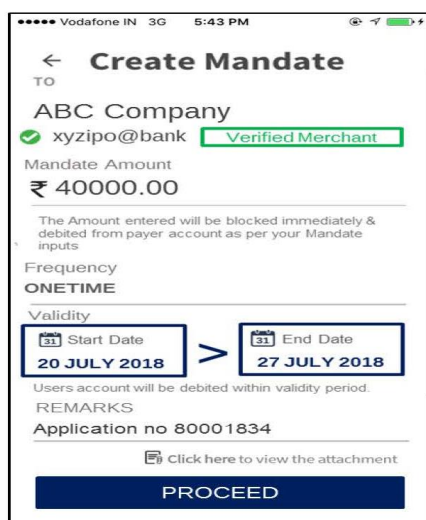 Vodafone IN 3G 5:43 PM
← Create Mandate
TO
ABC Company
xyzipo@bank Verified Merchant
Mandate Amount
₹ 40000.00
The Amount entered will be blocked immediately &
debited from payer account as per your Mandate
inputs
Frequency
ONETIME
Validity
31 Start Date > 31 End Date
20 JULY 2018 27 JULY 2018
Users account will be debited within validity period.
REMARKS
Application no 80001834
Click here to view the attachment
PROCEED